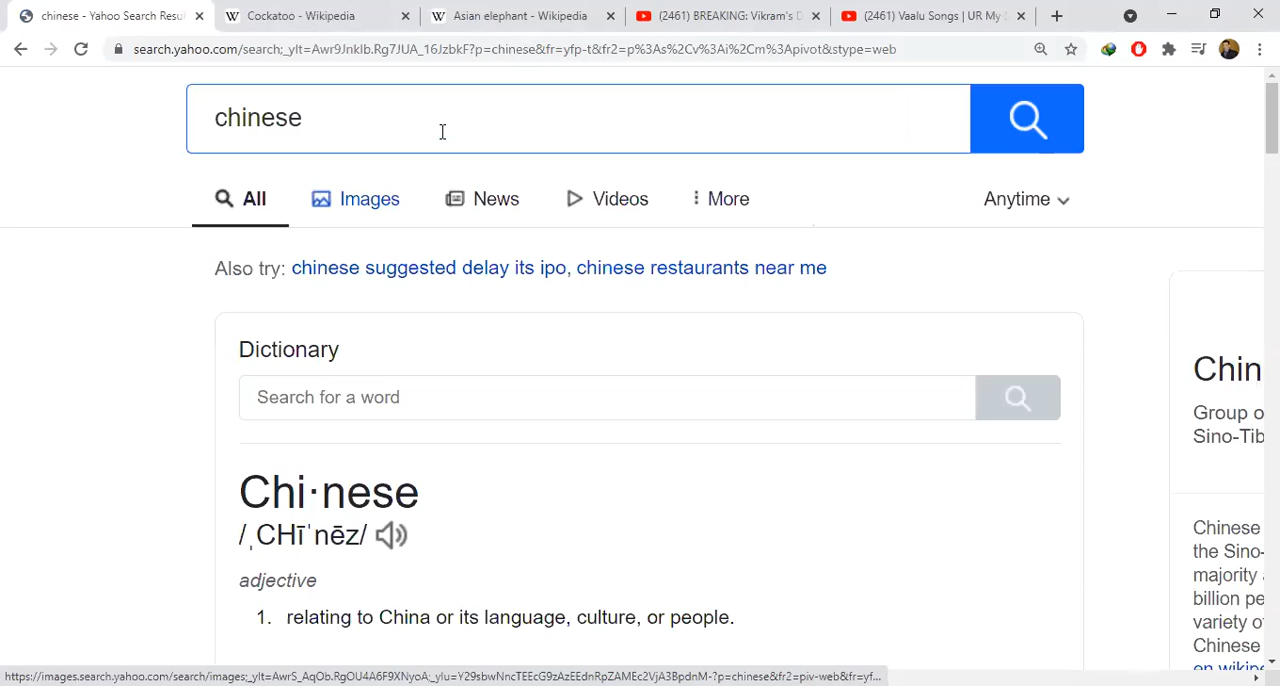 chinese - Yahoo Search Resu
Cockatoo - Wikipedia
Asian elephant - Wikipedia
(2461) BREAKING: Vikram's D
(2461) Vaalu Songs | UR My
search.yahoo.com/search;_ylt=Awr9JnkIb.Rg7JUA_16JzbkF?p=chinese&fr=yfp-t&fr2=p%3As%2Cv%3Ai%2Cm%3Apivot&stype=web
chinese
All Images News Videos More Anytime
Also try: chinese suggested delay its ipo, chinese restaurants near me
Dictionary
Search for a word
Chi·nese
/ˌCHīˈnēz/
adjective
1. relating to China or its language, culture, or people.
Chin
Group o
Sino-Tib
Chinese
the Sino-
majority
billion pe
variety of
Chinese
en wikipe
https://images.search.yahoo.com/search/images;_ylt=AwrS_AqOb.RgOU4A6F9XNyoA;_ylu=Y29sbwNncTEEcG9zAzEEdnRpZAMEc2VjA3BpdnM-?p=chinese&fr2=piv-web&fr=yf...